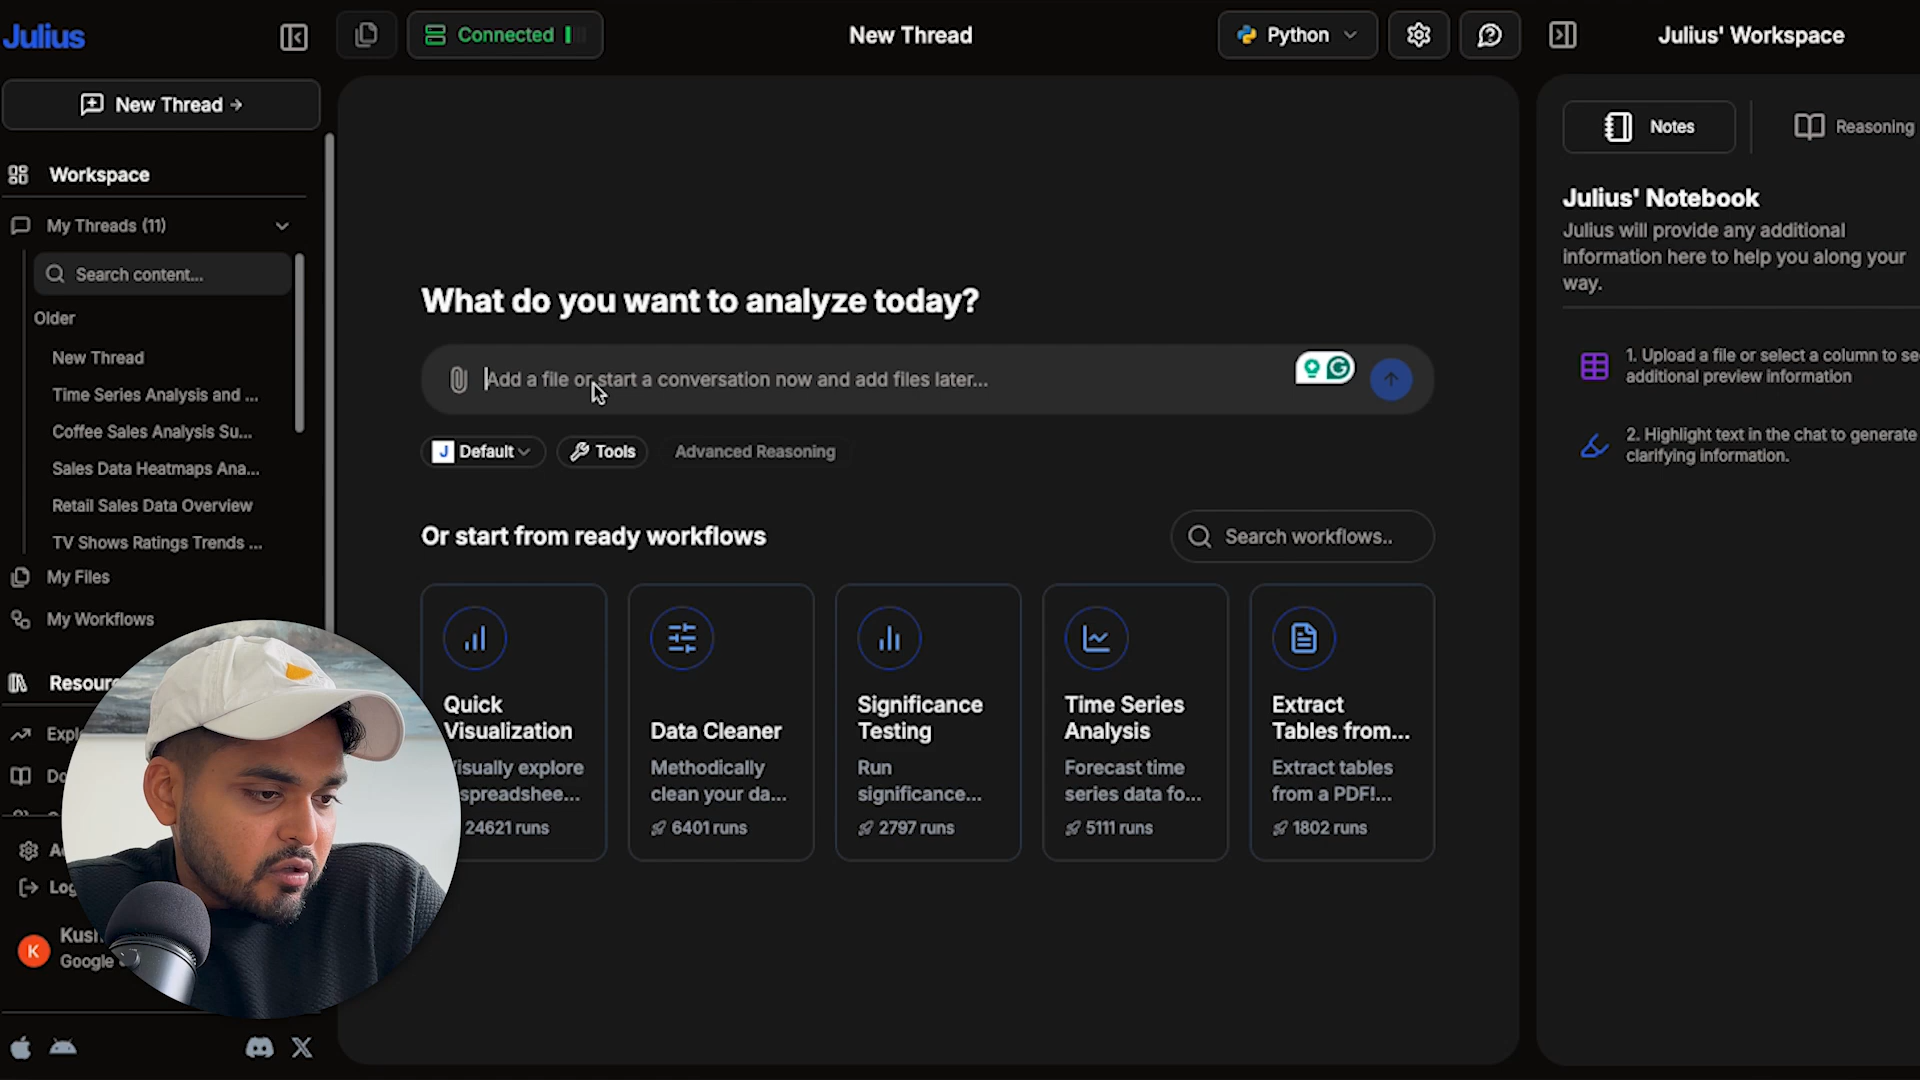 Julius
Connected
New Thread
Python
Julius' Workspace
New Thread
Workspace
My Threads (11)
Search content...
Older
New Thread
Time Series Analysis and ...
Coffee Sales Analysis Su...
Sales Data Heatmaps Ana...
Retail Sales Data Overview
TV Shows Ratings Trends ...
My Files
My Workflows
What do you want to analyze today?
Add a file or start a conversation now and add files later...
J Default
Tools
Advanced Reasoning
Or start from ready workflows
Search workflows..
Quick
Visualization
24621 runs
Data Cleaner
Methodically
clean your da...
6401 runs
Significance
Testing
Run
significance...
2797 runs
Time Series
Analysis
Forecast time
series data fo...
5111 runs
Extract
Tables from...
Extract tables
from a PDF!...
1802 runs
Notes
Reasoning
Julius' Notebook
Julius will provide any additional
information here to help you along your
way.
1. Upload a file or select a column to se
additional preview information
2. Highlight text in the chat to generate
clarifying information.
K
Google